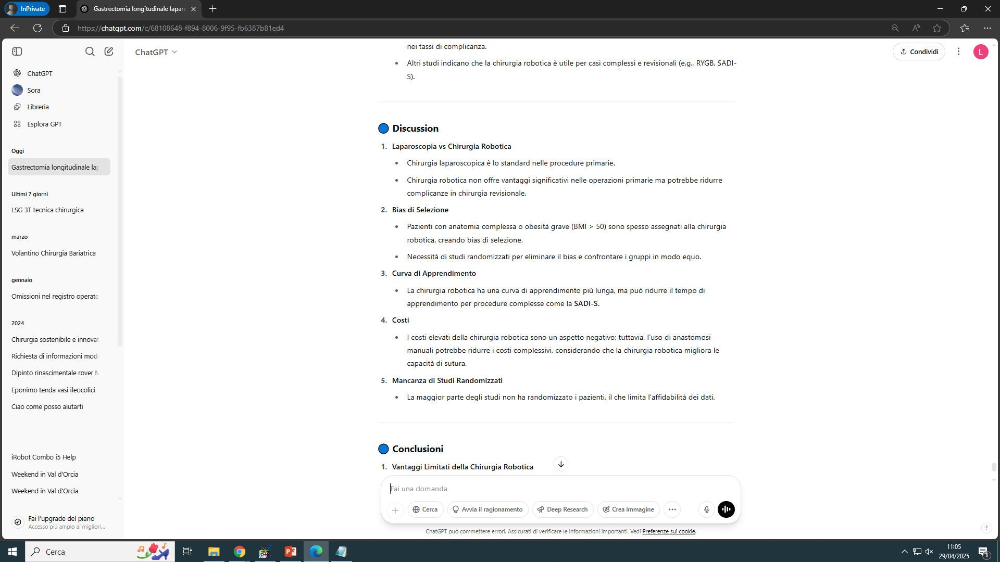 InPrivate
Gastrectomia longitudinale laparo
https://chatgpt.com/c/68108648-f894-8006-9f95-fb6387b81ed4
ChatGPT
Sora
Libreria
Esplora GPT
Oggi
Gastrectomia longitudinale lap
Ultimi 7 giorni
LSG 3T tecnica chirurgica
marzo
Volantino Chirurgia Bariatrica
gennaio
Omissioni nel registro operato
2024
Chirurgia sostenibile e innovat
Richiesta di informazioni mod
Dipinto rinascimentale rover M
Eponimo tenda vasi ileocolici
Ciao come posso aiutarti
iRobot Combo i5 Help
Weekend in Val d'Orcia
Weekend in Val d'Orcia
Fai l'upgrade del piano
Accesso più ampio ai migliori...
ChatGPT
Condividi
L
nei tassi di complicanza.
• Altri studi indicano che la chirurgia robotica è utile per casi complessi e revisionali (e.g., RYGB, SADI-
S).
Discussion
1. Laparoscopia vs Chirurgia Robotica
• Chirurgia laparoscopica è lo standard nelle procedure primarie.
• Chirurgia robotica non offre vantaggi significativi nelle operazioni primarie ma potrebbe ridurre
complicanze in chirurgia revisionale.
2. Bias di Selezione
• Pazienti con anatomia complessa o obesità grave (BMI > 50) sono spesso assegnati alla chirurgia
robotica, creando bias di selezione.
• Necessità di studi randomizzati per eliminare il bias e confrontare i gruppi in modo equo.
3. Curva di Apprendimento
• La chirurgia robotica ha una curva di apprendimento più lunga, ma può ridurre il tempo di
apprendimento per procedure complesse come la SADI-S.
4. Costi
• I costi elevati della chirurgia robotica sono un aspetto negativo; tuttavia, l'uso di anastomosi
manuali potrebbe ridurre i costi complessivi, considerando che la chirurgia robotica migliora le
capacità di sutura.
5. Mancanza di Studi Randomizzati
• La maggior parte degli studi non ha randomizzato i pazienti, il che limita l'affidabilità dei dati.
Conclusioni
1. Vantaggi Limitati della Chirurgia Robotica
Fai una domanda
Cerca
Avvia il ragionamento
Deep Research
Crea immagine
ChatGPT può commettere errori. Assicurati di verificare le informazioni importanti. Vedi Preferenze sui cookie.
?
Cerca
11:05
29/04/2025
1